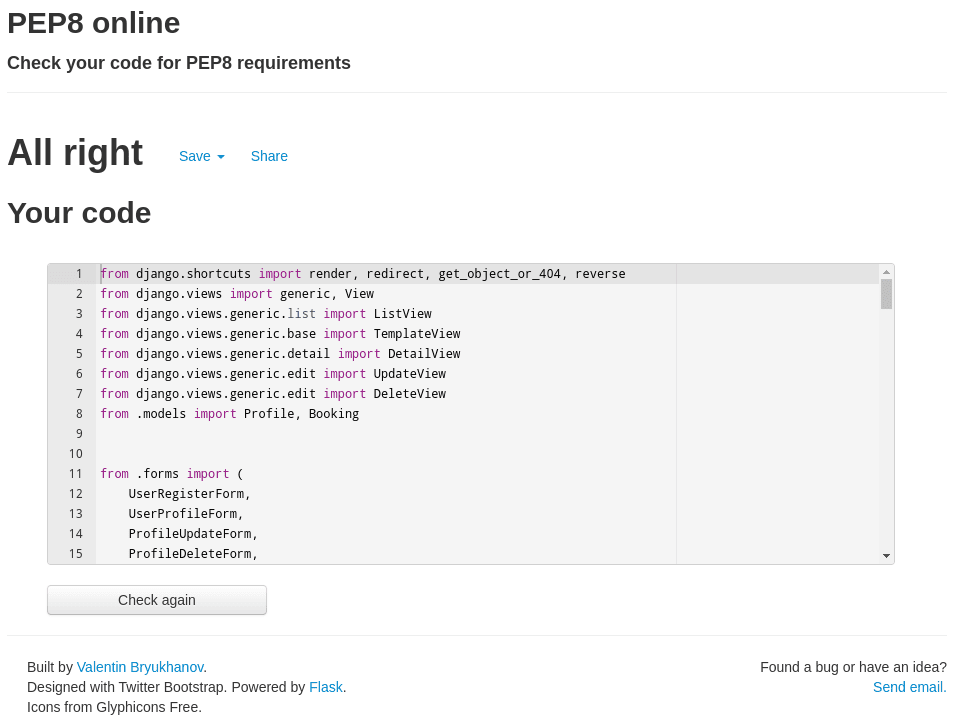 PEP8 online
Check your code for PEP8 requirements
All right Save Share
Your code
1 from django.shortcuts import render, redirect, get_object_or_404, reverse
2 from django.views import generic, View
3 from django.views.generic.list import ListView
4 from django.views.generic.base import TemplateView
5 from django.views.generic.detail import DetailView
6 from django.views.generic.edit import UpdateView
7 from django.views.generic.edit import DeleteView
8 from .models import Profile, Booking
9
10
11 from .forms import (
12     UserRegisterForm,
13     UserProfileForm,
14     ProfileUpdateForm,
15     ProfileDeleteForm,
Check again
Built by Valentin Bryukhanov. Found a bug or have an idea?
Designed with Twitter Bootstrap. Powered by Flask. Send email.
Icons from Glyphicons Free.